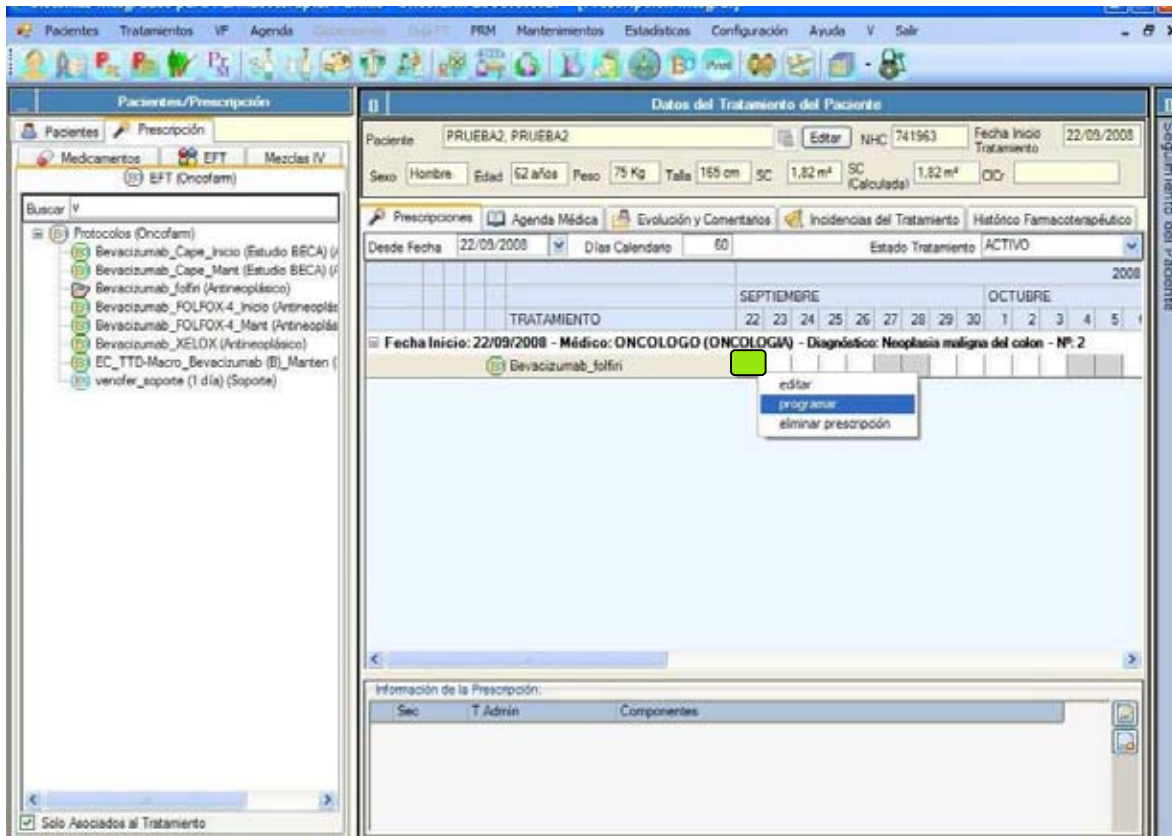 Pacientes Tratamientos VF Agenda PRM Mantenimientos Estadísticas Configuración Ayuda V Salir
Pacientes/Prescripción
Datos del Tratamiento del Paciente
Pacientes Prescripción
Medicamentos EFT Mezclas IV
EFT (Oncofarm)
Buscar v
Protocolos (Oncofarm)
Bevacizumab_Cape_Inicio (Estudio BECA) (A
Bevacizumab_Cape_Mant (Estudio BECA) (A
Bevacizumab_folfiri (Antineoplásico)
Bevacizumab_FOLFOX-4_Inicio (Antineoplás
Bevacizumab_FOLFOX-4_Mant (Antineoplás
Bevacizumab_XELOX (Antineoplásico)
EC_TTD-Macro_Bevacizumab (B)_Manten (
venofer_soporte (1 día) (Soporte)
Solo Asociados al Tratamiento
Paciente PRUEBA2, PRUEBA2 Editar NHC 741963 Fecha Inicio Tratamiento 22/09/2008
Sexo Hombre Edad 62 años Peso 75 Kg Talla 165 cm SC 1,82 m² SC (Calculada) 1,82 m² ClCr
Prescripciones Agenda Médica Evolución y Comentarios Incidencias del Tratamiento Histórico Farmacoterapéutico
Desde Fecha 22/09/2008 Días Calendario 60 Estado Tratamiento ACTIVO
2008
SEPTIEMBRE OCTUBRE
TRATAMIENTO 22 23 24 25 26 27 28 29 30 1 2 3 4 5
Fecha Inicio: 22/09/2008 - Médico: ONCOLOGO (ONCOLOGIA) - Diagnóstico: Neoplasia maligna del colon - Nº: 2
Bevacizumab_folfiri
editar
programar
eliminar prescripción
Información de la Prescripción:
Sec T Admin Componentes
Seguimiento de Paciente